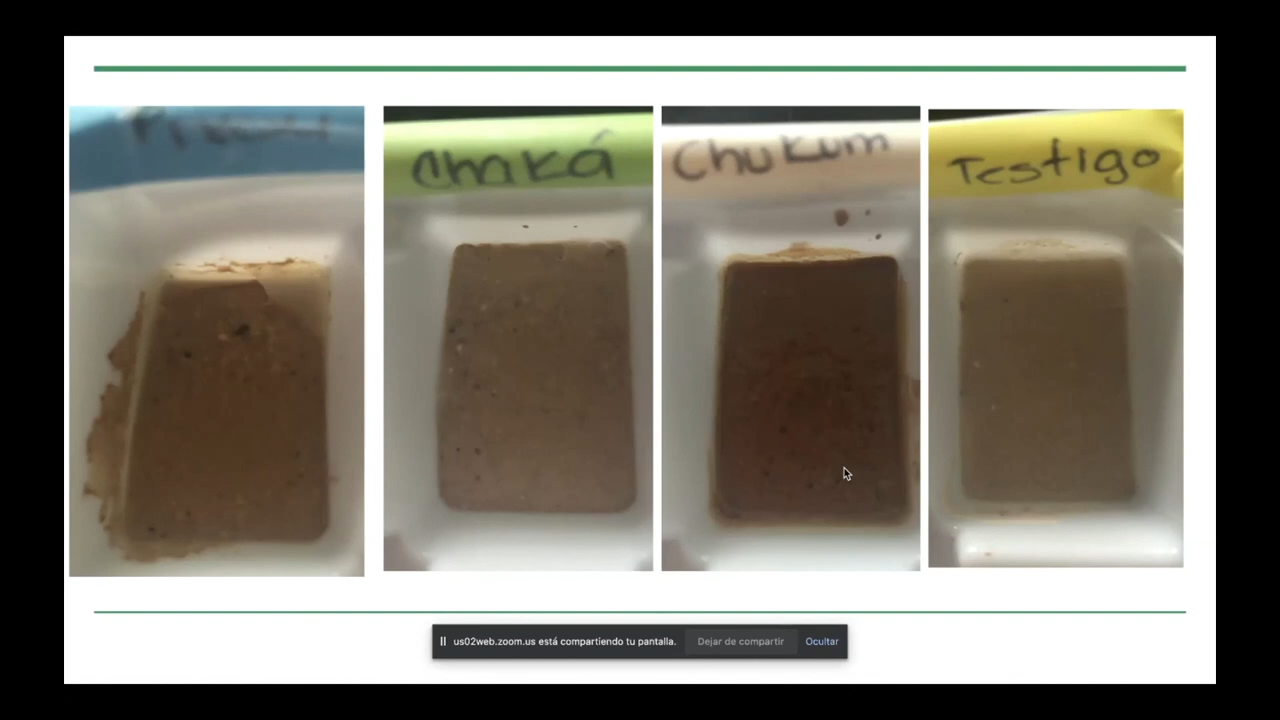 Chaká
Chukum
Testigo
us02web.zoom.us está compartiendo tu pantalla.
Dejar de compartir
Ocultar